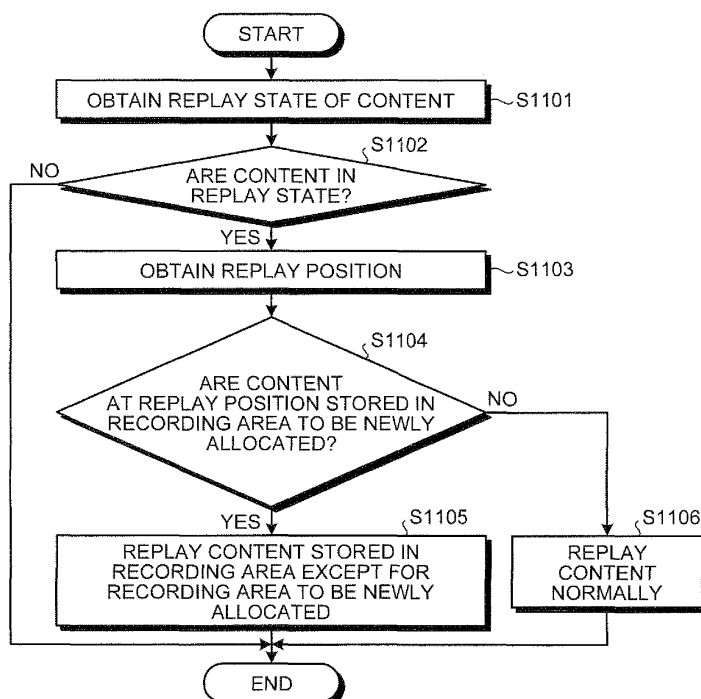 START
OBTAIN REPLAY STATE OF CONTENT
S1101
S1102
NO
ARE CONTENT IN
REPLAY STATE?
YES
OBTAIN REPLAY POSITION
S1103
S1104
ARE CONTENT
AT REPLAY POSITION STORED IN
RECORDING AREA TO BE NEWLY
ALLOCATED?
NO
YES
S1105
S1106
REPLAY CONTENT STORED IN
RECORDING AREA EXCEPT FOR
RECORDING AREA TO BE NEWLY
ALLOCATED
REPLAY
CONTENT
NORMALLY
END